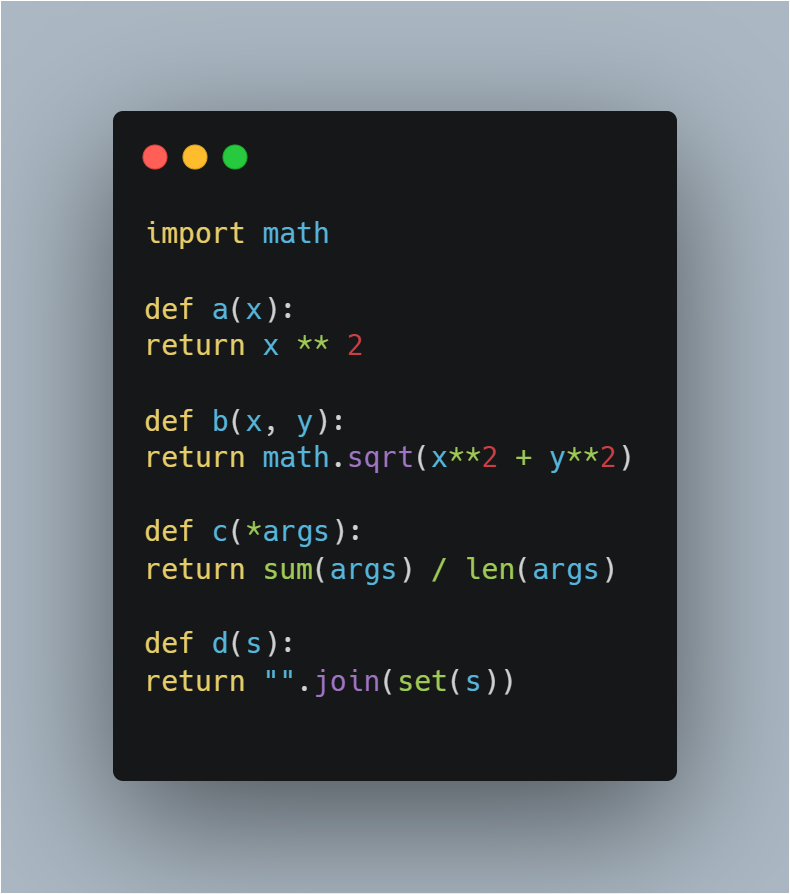 import math
def a(x):
return x ** 2
def b(x, y):
return math.sqrt(x**2 + y**2)
def c(*args):
return sum(args) / len(args)
def d(s):
return "".join(set(s))